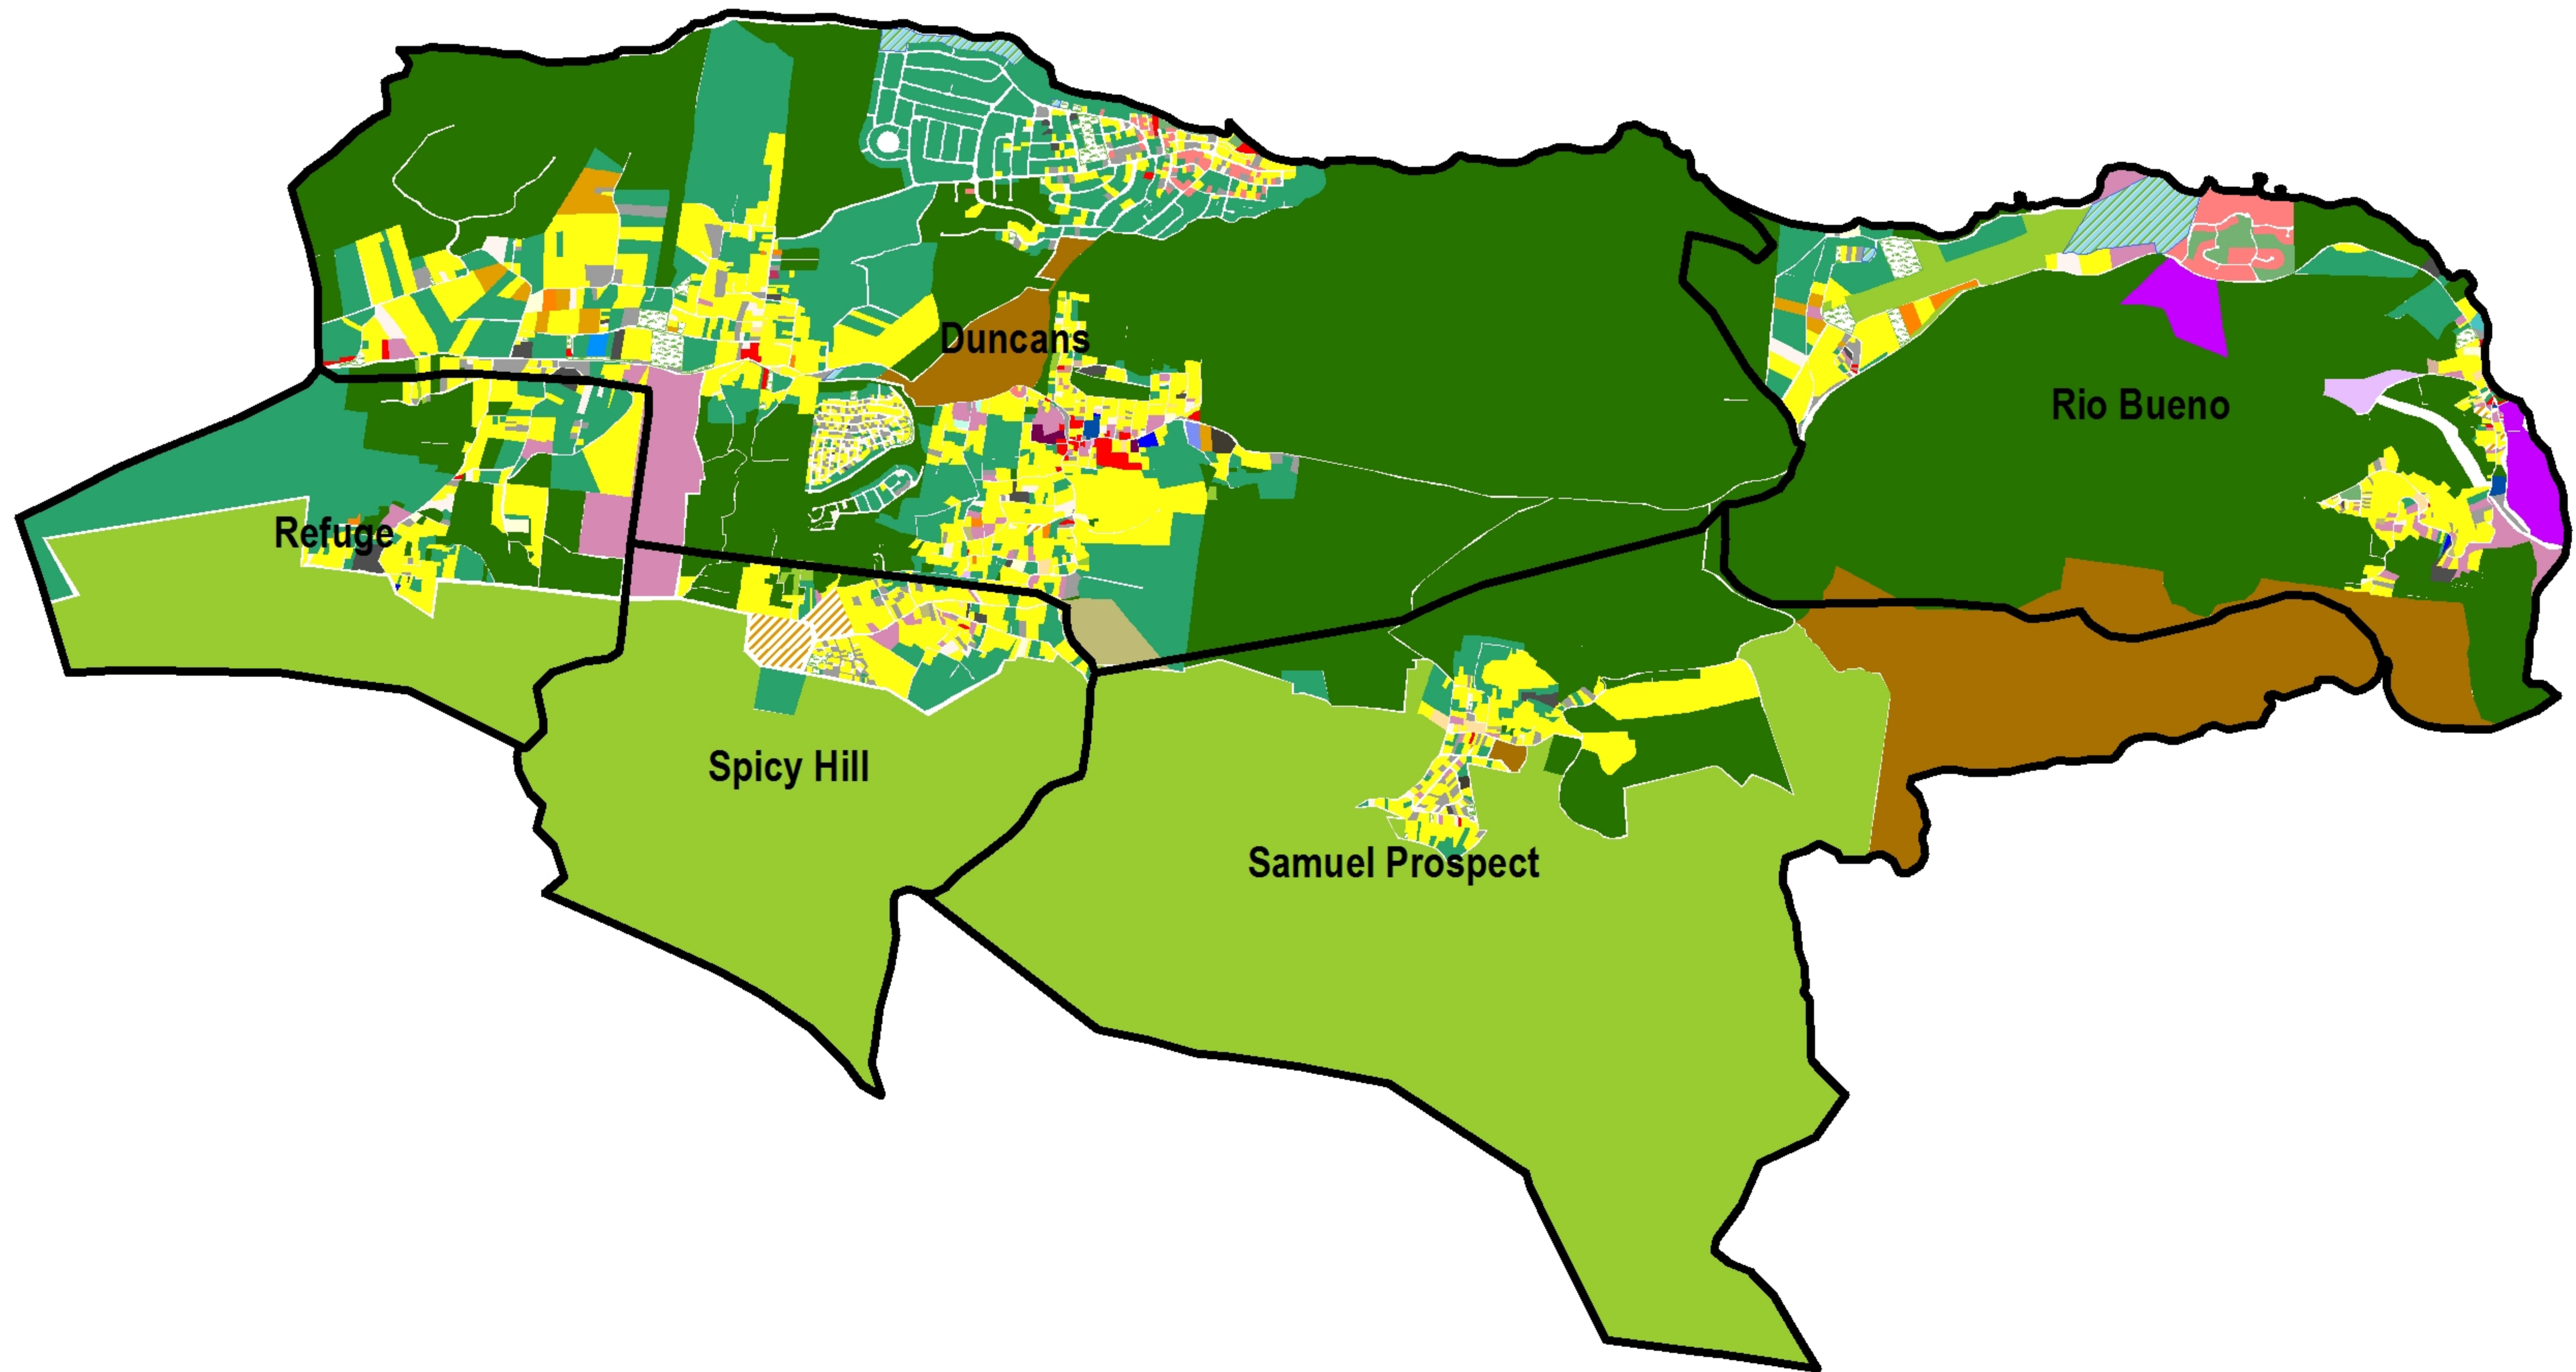 Duncans
Rio Bueno
Refuge
Spicy Hill
Samuel Prospect